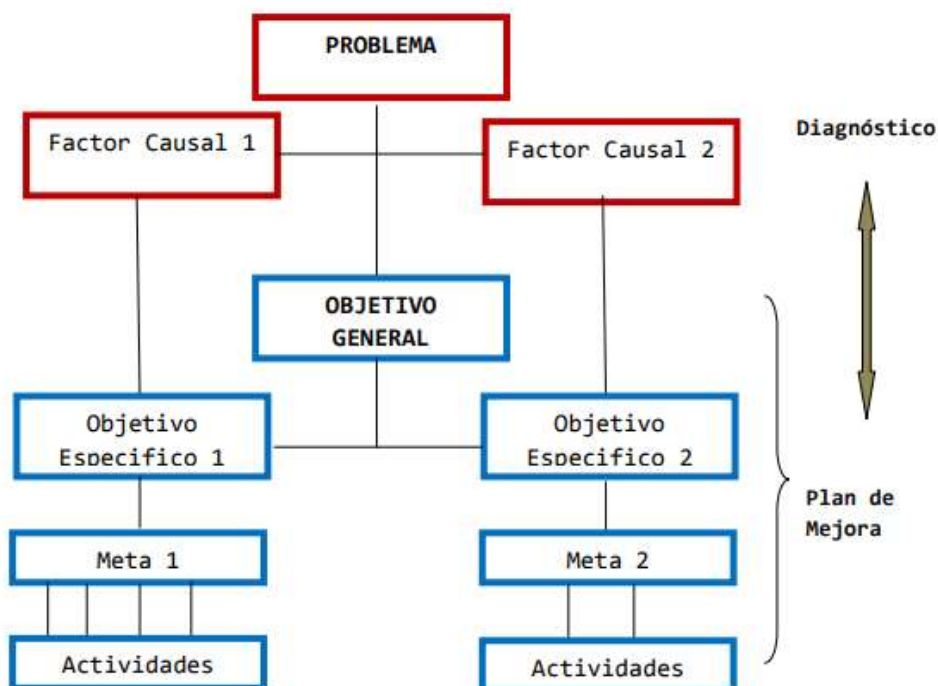 PROBLEMA
Factor Causal 1
Factor Causal 2
Diagnóstico
OBJETIVO
GENERAL
Objetivo
Especifico 1
Objetivo
Especifico 2
Plan de
Mejora
Meta 1
Meta 2
Actividades
Actividades